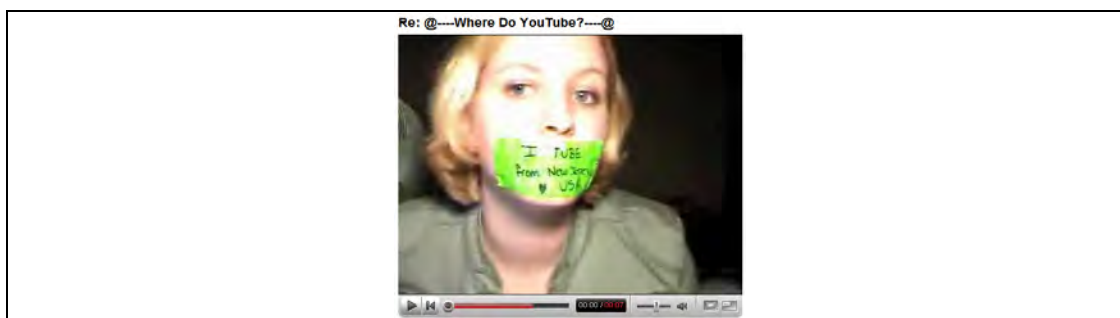 Re: @----Where Do YouTube?----@
I TUBE
from New Jersey
♥ USA
00:00 / 00:07